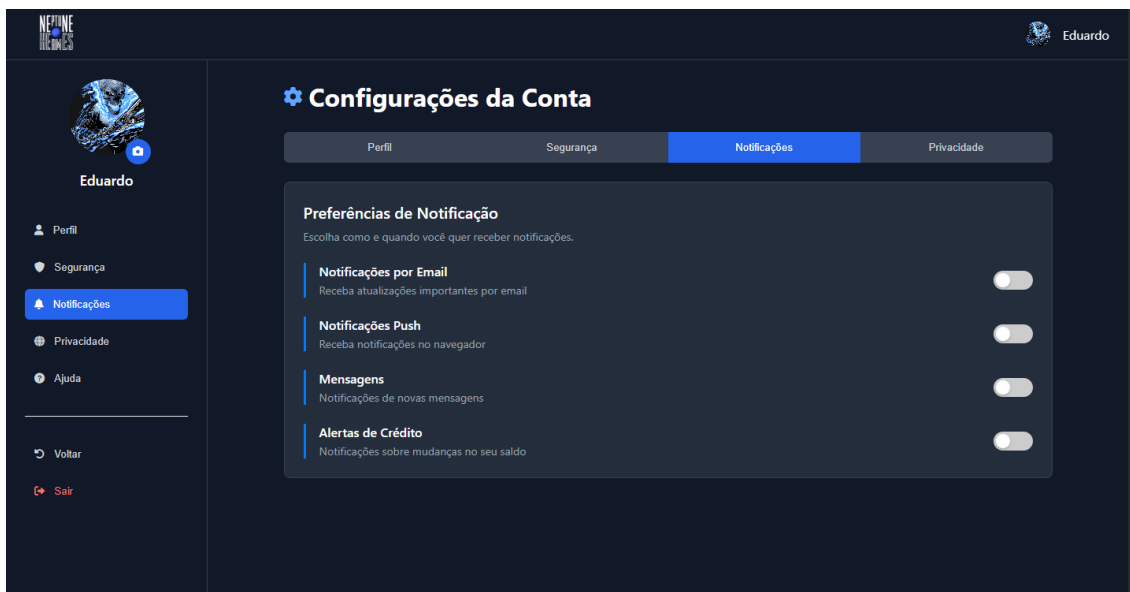 NEPTUNE
HERMES
Eduardo
Eduardo
Perfil
Segurança
Notificações
Privacidade
Ajuda
Voltar
Sair
Configurações da Conta
Perfil Segurança Notificações Privacidade
Preferências de Notificação
Escolha como e quando você quer receber notificações.
Notificações por Email
Receba atualizações importantes por email
Notificações Push
Receba notificações no navegador
Mensagens
Notificações de novas mensagens
Alertas de Crédito
Notificações sobre mudanças no seu saldo